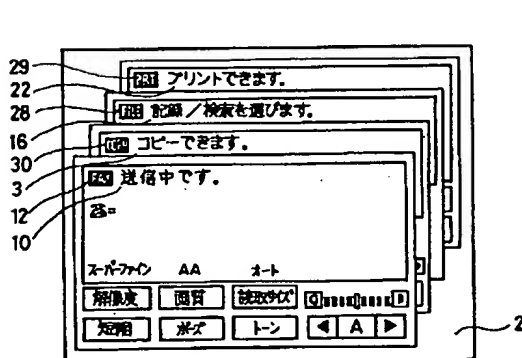 29
22
28
16
30
3
12
10
2
プリントできます。
記録／検索を選びます。
コピーできます。
送信中です。
スーパーファイン AA オート
解像度 画質 読取サイズ
短縮 ポーズ トーン ◀ A ▶